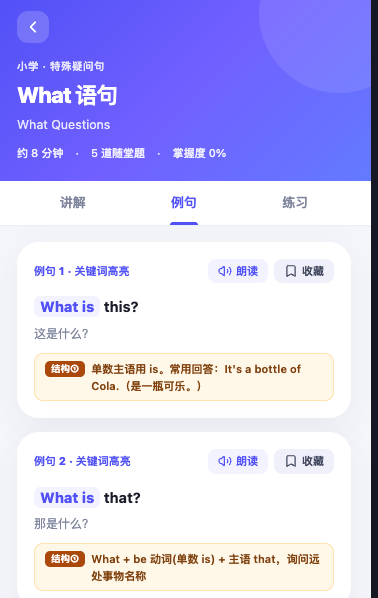 小学 · 特殊疑问句
What 语句
What Questions
约 8 分钟 · 5 道随堂题 · 掌握度 0%
讲解 例句 练习
例句 1 · 关键词高亮 朗读 收藏
What is this?
这是什么?
结构① 单数主语用 is。常用回答：It's a bottle of
Cola.（是一瓶可乐。）
例句 2 · 关键词高亮 朗读 收藏
What is that?
那是什么?
结构① What + be 动词(单数 is) + 主语 that，询问远
处事物名称